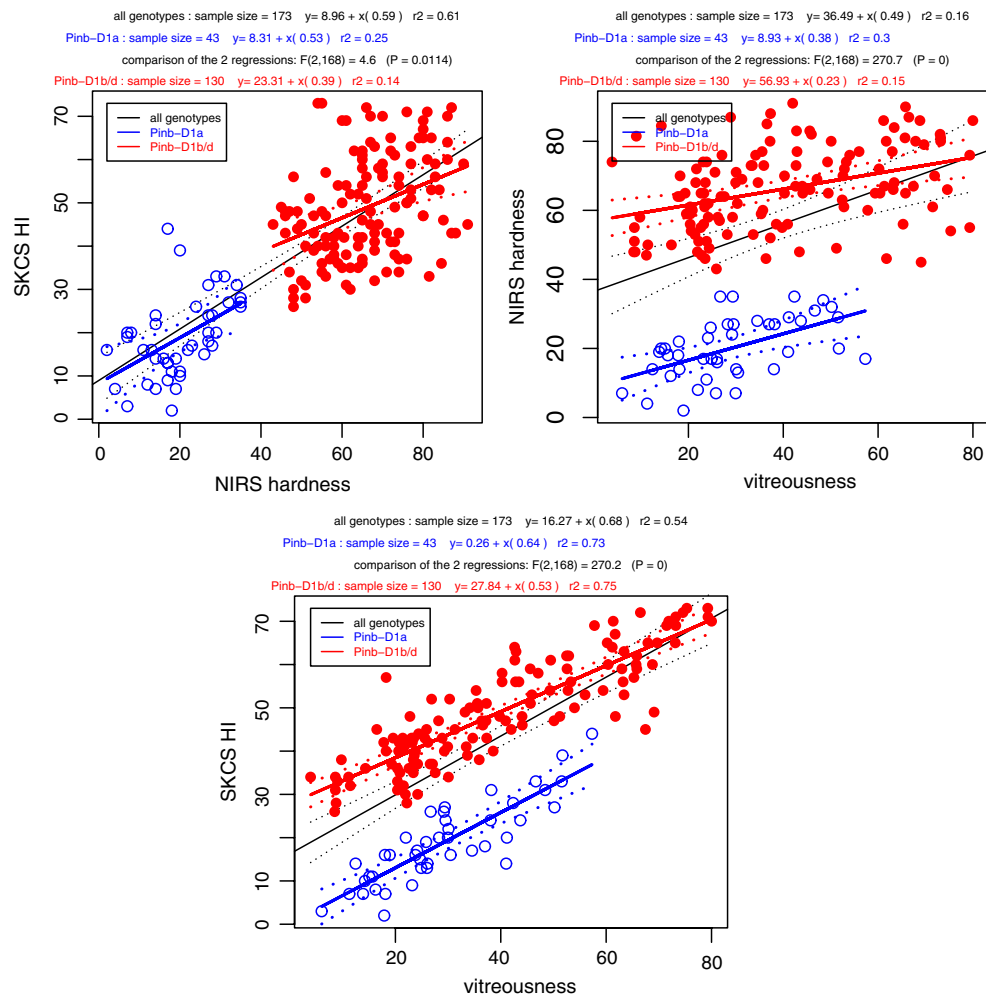 all genotypes : sample size = 173 y= 8.96 + x( 0.59 ) r2 = 0.61
Pinb−D1a : sample size = 43 y= 8.31 + x( 0.53 ) r2 = 0.25
comparison of the 2 regressions: F(2,168) = 4.6 (P = 0.0114)
Pinb−D1b/d : sample size = 130 y= 23.31 + x( 0.39 ) r2 = 0.14
all genotypes
Pinb−D1a
Pinb−D1b/d
SKCS HI
0 10 20 30 50 70
0 20 40 60 80
NIRS hardness
all genotypes : sample size = 173 y= 36.49 + x( 0.49 ) r2 = 0.16
Pinb−D1a : sample size = 43 y= 8.93 + x( 0.38 ) r2 = 0.3
comparison of the 2 regressions: F(2,168) = 270.7 (P = 0)
Pinb−D1b/d : sample size = 130 y= 56.93 + x( 0.23 ) r2 = 0.15
all genotypes
Pinb−D1a
Pinb−D1b/d
NIRS hardness
0 20 40 60 80
20 40 60 80
vitreousness
all genotypes : sample size = 173 y= 16.27 + x( 0.68 ) r2 = 0.54
Pinb−D1a : sample size = 43 y= 0.26 + x( 0.64 ) r2 = 0.73
comparison of the 2 regressions: F(2,168) = 270.2 (P = 0)
Pinb−D1b/d : sample size = 130 y= 27.84 + x( 0.53 ) r2 = 0.75
all genotypes
Pinb−D1a
Pinb−D1b/d
SKCS HI
0 10 30 50 70
20 40 60 80
vitreousness